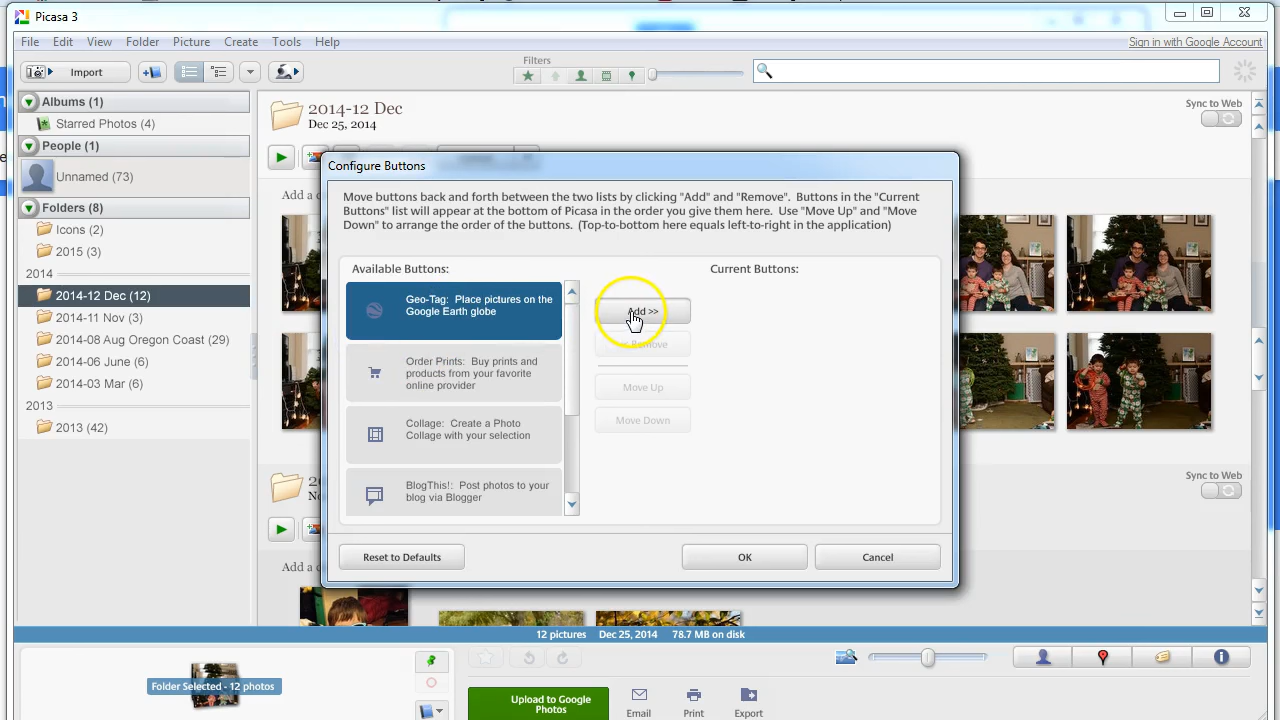 Picasa 3
File Edit View Folder Picture Create Tools Help
Sign in with Google Account
Import
Filters
Albums (1)
Starred Photos (4)
People (1)
Unnamed (73)
Folders (8)
Icons (2)
2015 (3)
2014
2014-12 Dec (12)
2014-11 Nov (3)
2014-08 Aug Oregon Coast (29)
2014-06 June (6)
2014-03 Mar (6)
2013
2013 (42)
2014-12 Dec
Dec 25, 2014
Sync to Web
Add a
Configure Buttons
Move buttons back and forth between the two lists by clicking "Add" and "Remove". Buttons in the "Current
Buttons" list will appear at the bottom of Picasa in the order you give them here. Use "Move Up" and "Move
Down" to arrange the order of the buttons. (Top-to-bottom here equals left-to-right in the application)
Available Buttons:
Current Buttons:
Geo-Tag: Place pictures on the
Google Earth globe
Order Prints: Buy prints and
products from your favorite
online provider
Collage: Create a Photo
Collage with your selection
BlogThis!: Post photos to your
blog via Blogger
Add >>
Remove
Move Up
Move Down
Reset to Defaults
OK
Cancel
Sync to Web
Add a
12 pictures Dec 25, 2014 78.7 MB on disk
Folder Selected - 12 photos
Upload to Google
Photos
Email
Print
Export